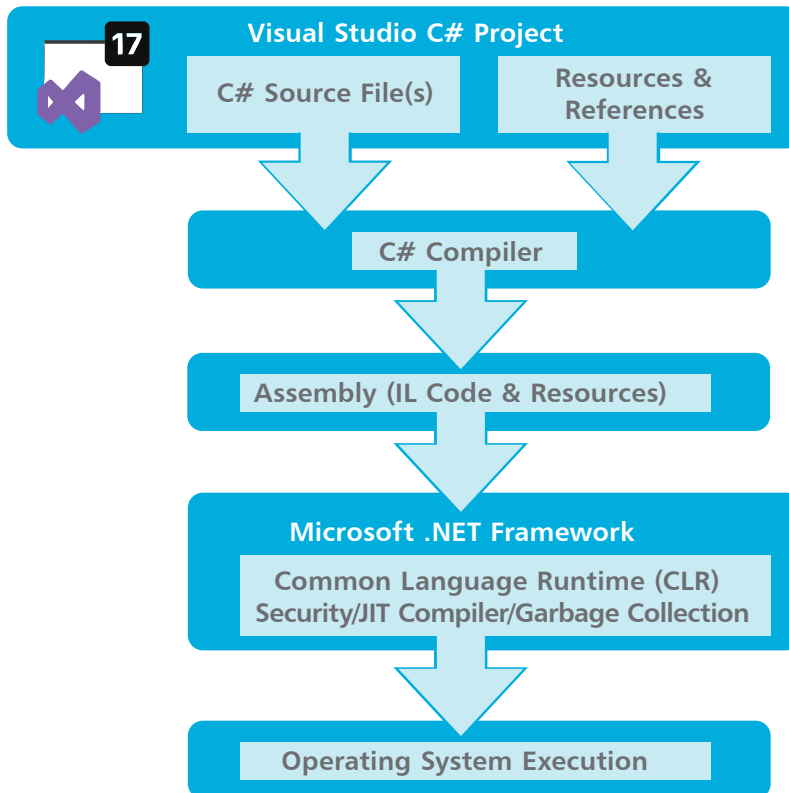 17
Visual Studio C# Project
C# Source File(s)
Resources &
References
C# Compiler
Assembly (IL Code & Resources)
Microsoft .NET Framework
Common Language Runtime (CLR)
Security/JIT Compiler/Garbage Collection
Operating System Execution